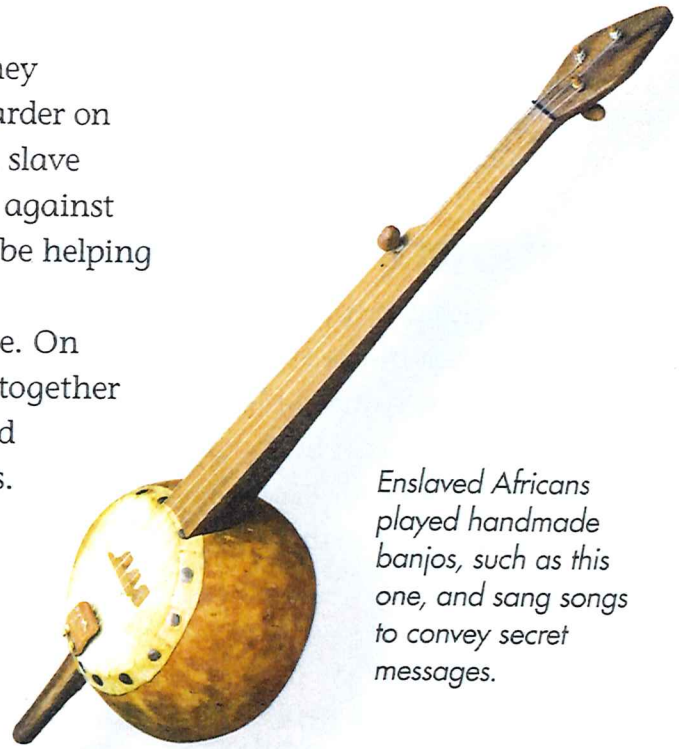 ney
arder on
slave
against
be helping
e. On
together
d
s.
Enslaved Africans
played handmade
banjos, such as this
one, and sang songs
to convey secret
messages.